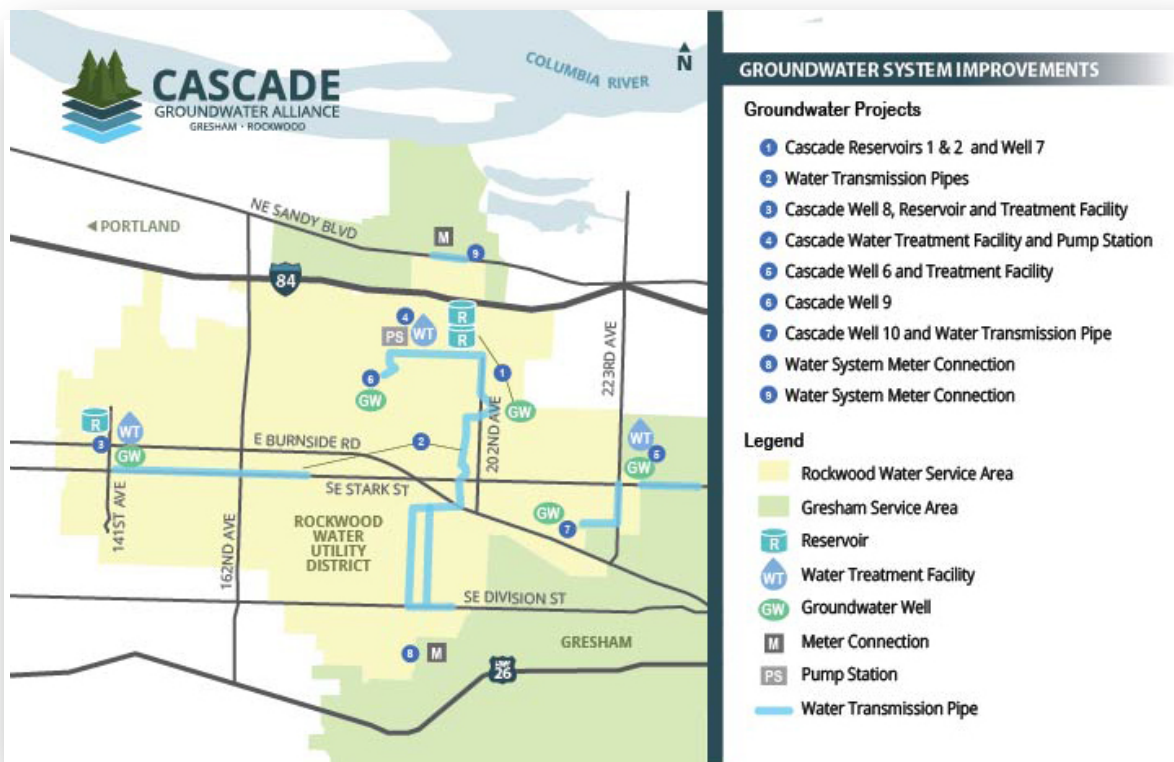 CASCADE
GROUNDWATER ALLIANCE
GRESHAM • ROCKWOOD
COLUMBIA RIVER
N
NE SANDY BLVD
PORTLAND
M
9
84
4
PS
WT
R
R
223RD AVE
6
GW
1
GW
202ND AVE
R
3
WT
GW
E BURNSIDE RD
2
WT
GW
5
SE STARK ST
141ST AVE
162ND AVE
ROCKWOOD
WATER
UTILITY
DISTRICT
GW
7
SE DIVISION ST
8
M
GRESHAM
26
GROUNDWATER SYSTEM IMPROVEMENTS
Groundwater Projects
1 Cascade Reservoirs 1 & 2 and Well 7
2 Water Transmission Pipes
3 Cascade Well 8, Reservoir and Treatment Facility
4 Cascade Water Treatment Facility and Pump Station
5 Cascade Well 6 and Treatment Facility
6 Cascade Well 9
7 Cascade Well 10 and Water Transmission Pipe
8 Water System Meter Connection
9 Water System Meter Connection
Legend
Rockwood Water Service Area
Gresham Service Area
R Reservoir
WT Water Treatment Facility
GW Groundwater Well
M Meter Connection
PS Pump Station
Water Transmission Pipe